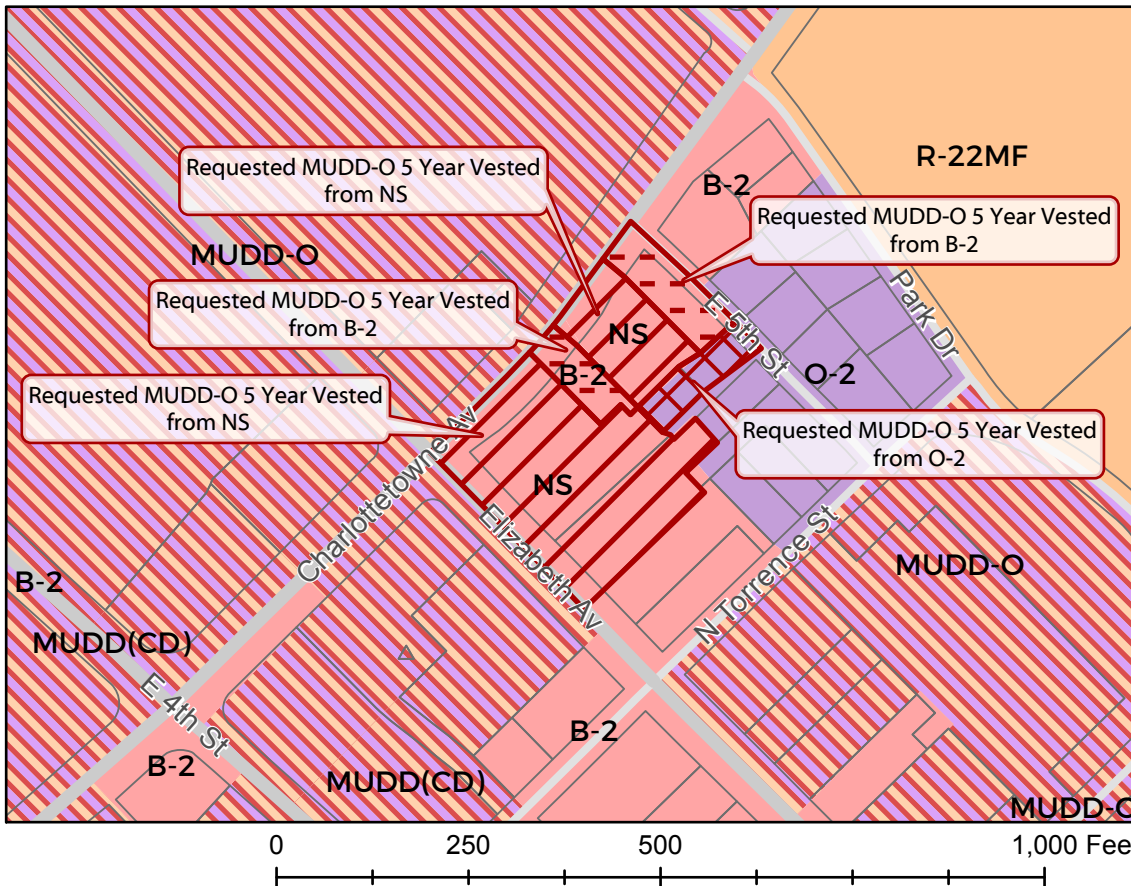 R-22MF
Requested MUDD-O 5 Year Vested
from NS
B-2
Requested MUDD-O 5 Year Vested
from B-2
MUDD-O
Requested MUDD-O 5 Year Vested
from B-2
Park Dr
E 5th St
NS
B-2
O-2
Requested MUDD-O 5 Year Vested
from NS
Requested MUDD-O 5 Year Vested
from O-2
Charlottetowne Av
NS
Elizabeth Av
N Torrence St
MUDD-O
B-2
MUDD(CD)
E 4th St
B-2
B-2
MUDD(CD)
MUDD-O
0 250 500 1,000 Fee